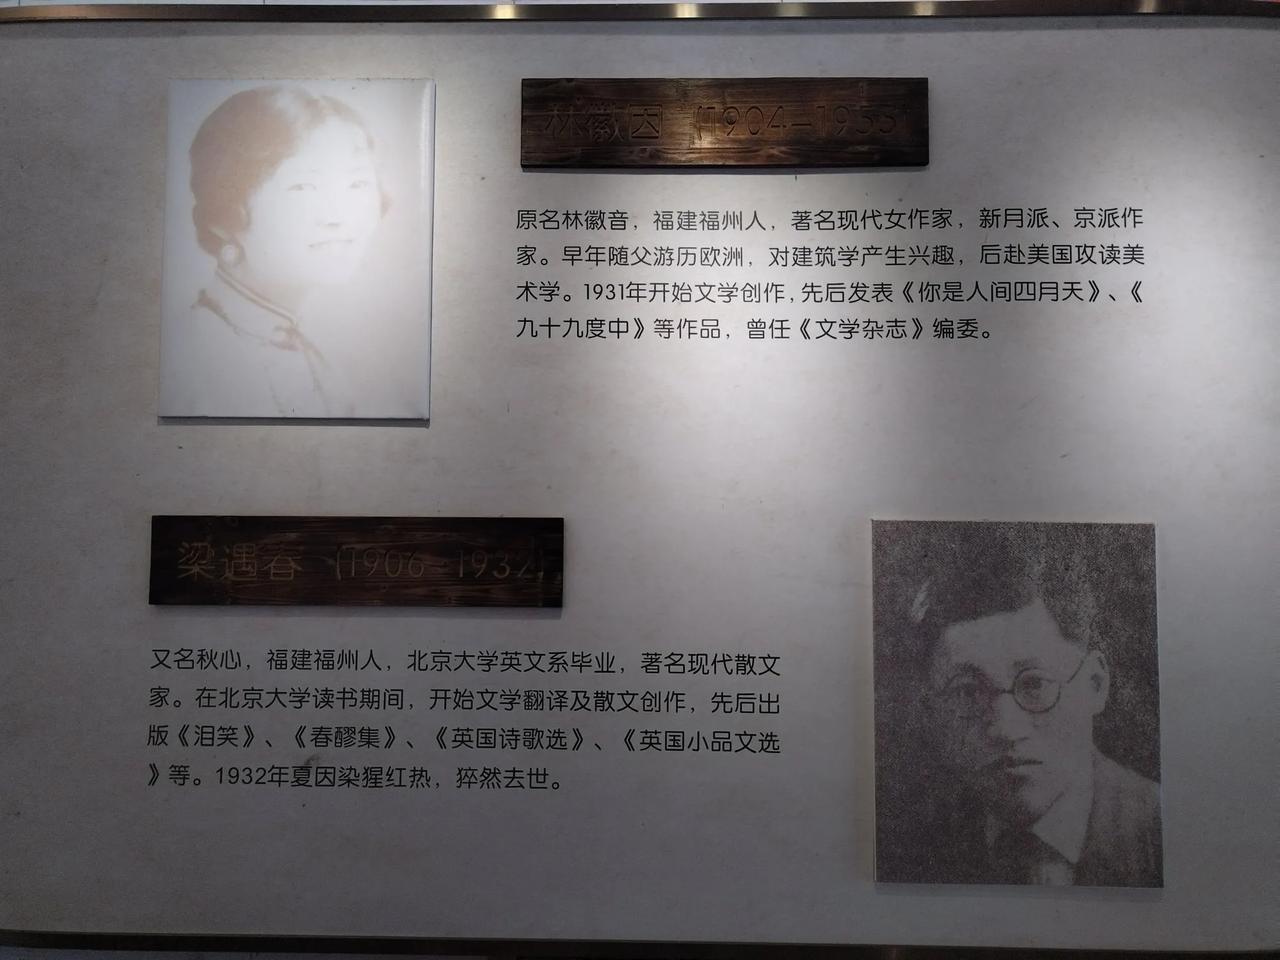 林徽因 (1904-1955)
原名林徽音，福建福州人，著名现代女作家，新月派、京派作
家。早年随父游历欧洲，对建筑学产生兴趣，后赴美国攻读美
术学。1931年开始文学创作，先后发表《你是人间四月天》、《
九十九度中》等作品，曾任《文学杂志》编委。
梁遇春 (1906-1932)
又名秋心，福建福州人，北京大学英文系毕业，著名现代散文
家。在北京大学读书期间，开始文学翻译及散文创作，先后出
版《泪笑》、《春醪集》、《英国诗歌选》、《英国小品文选
》等。1932年夏因染猩红热，猝然去世。